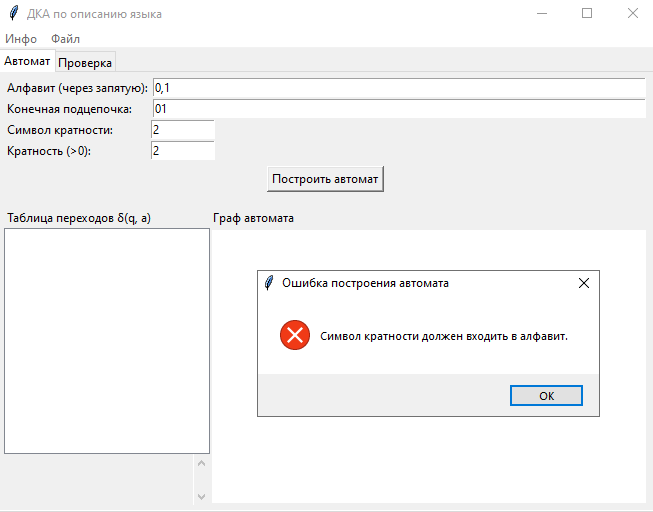 ДКА по описанию языка
Инфо Файл
Автомат Проверка
Алфавит (через запятую): 0,1
Конечная подцепочка: 01
Символ кратности: 2
Кратность (>0): 2
Построить автомат
Таблица переходов δ(q, a) Граф автомата
Ошибка построения автомата
Символ кратности должен входить в алфавит.
OK